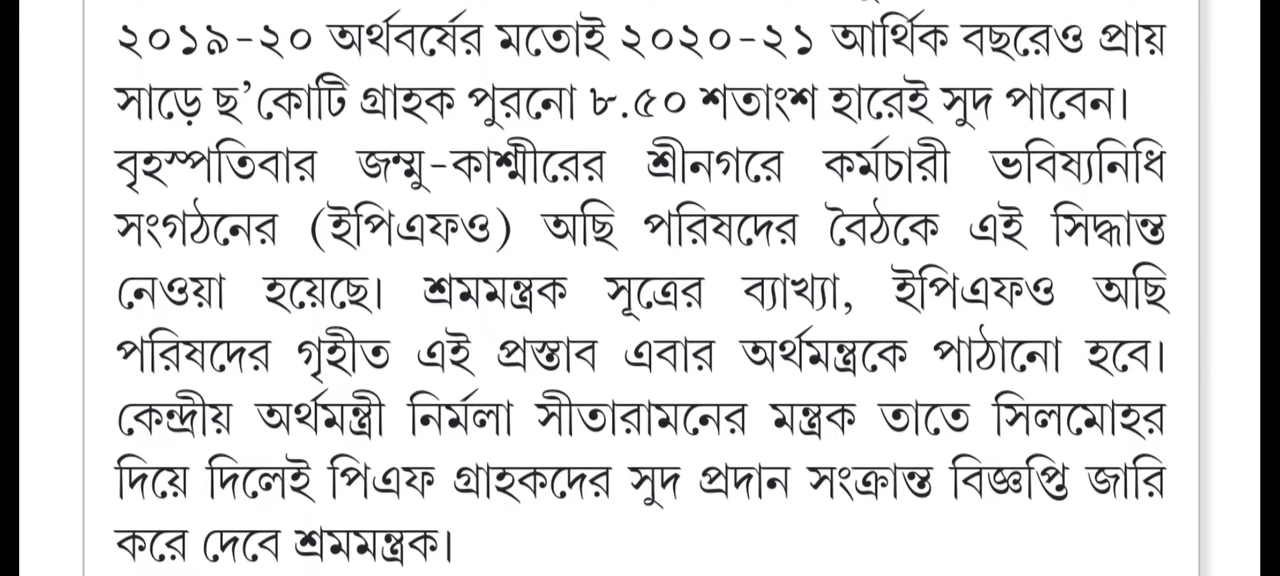 ২০১৯-২০ অর্থবর্ষের মতোই ২০২০-২১ আর্থিক বছরেও প্রায়
সাড়ে ছ'কোটি গ্রাহক পুরনো ৮.৫০ শতাংশ হারেই সুদ পাবেন।
বৃহস্পতিবার জম্মু-কাশ্মীরের শ্রীনগরে কর্মচারী ভবিষ্যনিধি
সংগঠনের (ইপিএফও) অছি পরিষদের বৈঠকে এই সিদ্ধান্ত
নেওয়া হয়েছে। শ্রমমন্ত্রক সূত্রের ব্যাখ্যা, ইপিএফও অছি
পরিষদের গৃহীত এই প্রস্তাব এবার অর্থমন্ত্রকে পাঠানো হবে।
কেন্দ্রীয় অর্থমন্ত্রী নির্মলা সীতারামনের মন্ত্রক তাতে সিলমোহর
দিয়ে দিলেই পিএফ গ্রাহকদের সুদ প্রদান সংক্রান্ত বিজ্ঞপ্তি জারি
করে দেবে শ্রমমন্ত্রক।